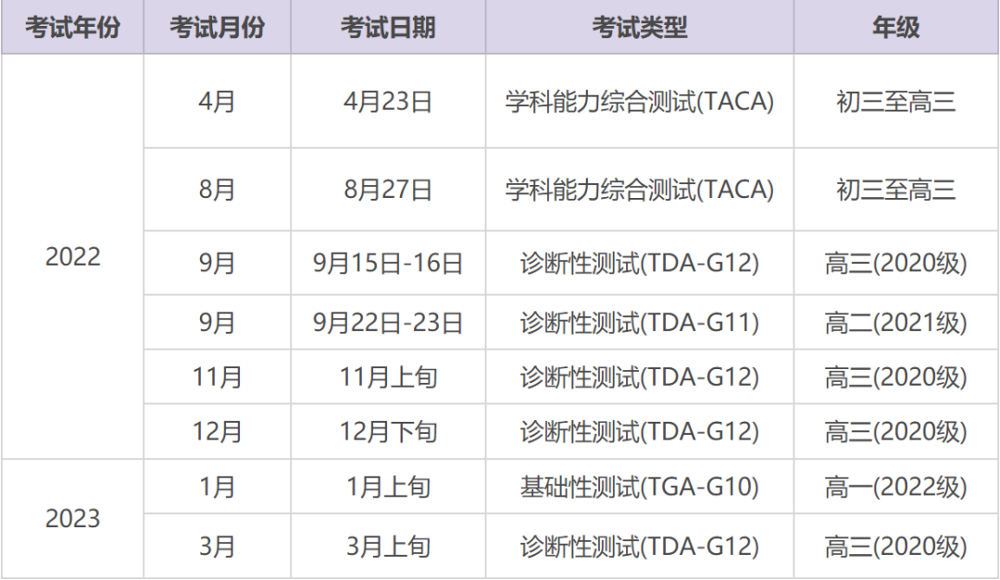 考试年份 考试月份 考试日期 考试类型 年级
2022
4月 4月23日 学科能力综合测试(TACA) 初三至高三
8月 8月27日 学科能力综合测试(TACA) 初三至高三
9月 9月15日-16日 诊断性测试(TDA-G12) 高三(2020级)
9月 9月22日-23日 诊断性测试(TDA-G11) 高二(2021级)
11月 11月上旬 诊断性测试(TDA-G12) 高三(2020级)
12月 12月下旬 诊断性测试(TDA-G12) 高三(2020级)
2023
1月 1月上旬 基础性测试(TGA-G10) 高一(2022级)
3月 3月上旬 诊断性测试(TDA-G12) 高三(2020级)